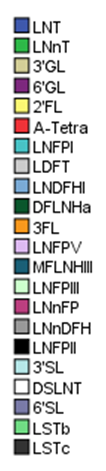 LNT
LNnT
3'GL
6'GL
2'FL
A-Tetra
LNFPI
LDFT
LNDFHI
DFLNHa
3FL
LNFPV
MFLNHIII
LNFPIII
LNnFP
LNnDFH
LNFPII
3'SL
DSLNT
6'SL
LSTb
LSTc